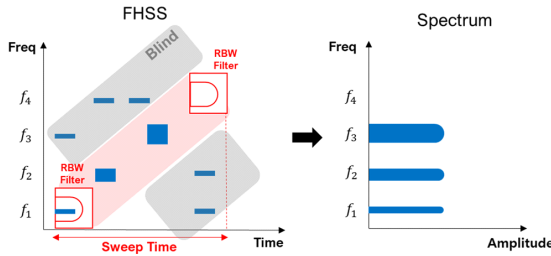 FHSS
Spectrum
Freq
Blind
RBW
Filter
Freq
f4
f4
f3
f3
RBW
Filter
f2
f2
f1
f1
Time
Sweep Time
Amplitude